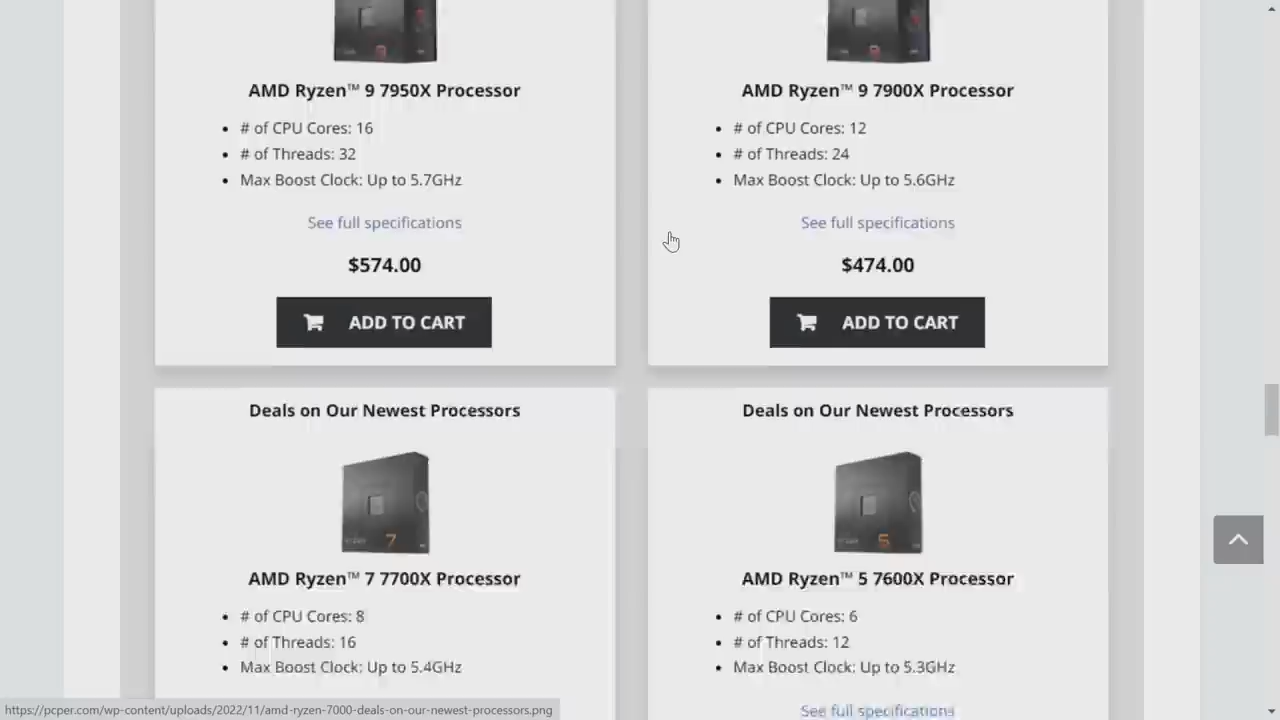 AMD Ryzen™ 9 7950X Processor
# of CPU Cores: 16
# of Threads: 32
Max Boost Clock: Up to 5.7GHz
See full specifications
$574.00
ADD TO CART
AMD Ryzen™ 9 7900X Processor
# of CPU Cores: 12
# of Threads: 24
Max Boost Clock: Up to 5.6GHz
See full specifications
$474.00
ADD TO CART
Deals on Our Newest Processors
7
AMD Ryzen™ 7 7700X Processor
# of CPU Cores: 8
# of Threads: 16
Max Boost Clock: Up to 5.4GHz
Deals on Our Newest Processors
5
AMD Ryzen™ 5 7600X Processor
# of CPU Cores: 6
# of Threads: 12
Max Boost Clock: Up to 5.3GHz
See full specifications
https://pcper.com/wp-content/uploads/2022/11/amd-ryzen-7000-deals-on-our-newest-processors.png